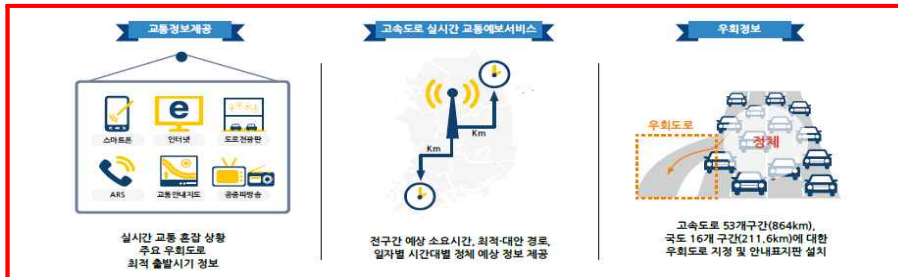 교통정보제공
스마트폰
인터넷
도로전광판
ARS
교통안내지도
공중파방송
실시간 교통 혼잡 상황
주요 우회도로
최적 출발시기 정보
고속도로 실시간 교통예보서비스
Km
Km
전구간 예상 소요시간, 최적·대안 경로,
일자별 시간대별 정체 예상 정보 제공
우회정보
우회도로
정체
고속도로 53개구간(864km),
국도 16개 구간(211.6km)에 대한
우회도로 지정 및 안내표지판 설치